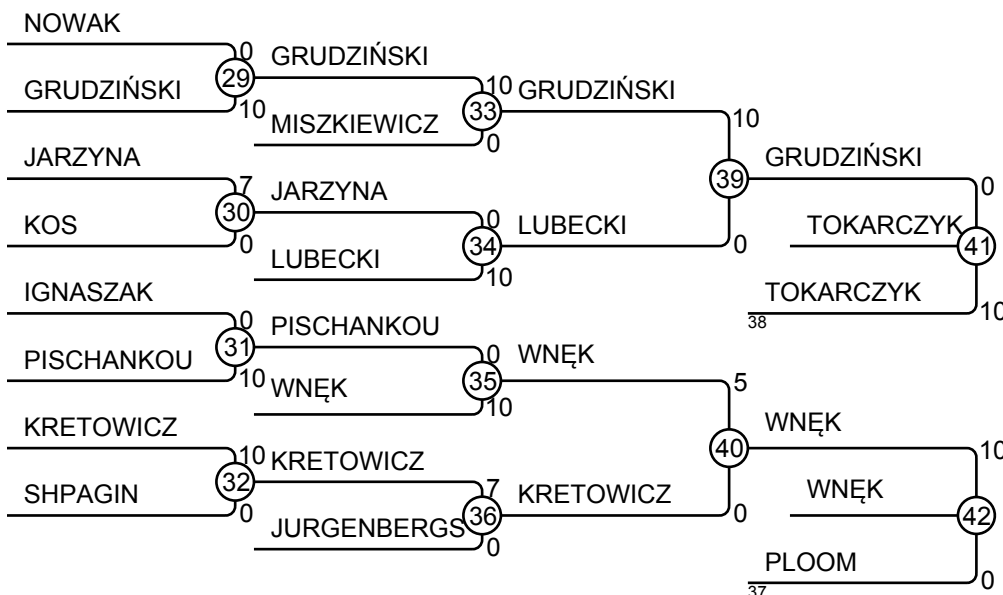 NOWAK
0
29
GRUDZIŃSKI
10
GRUDZIŃSKI
10
33
GRUDZIŃSKI
MISZKIEWICZ
0
10
JARZYNA
7
30
JARZYNA
0
39
GRUDZIŃSKI
0
KOS
0
34
LUBECKI
0
TOKARCZYK
41
LUBECKI
10
TOKARCZYK
10
38
IGNASZAK
0
31
PISCHANKOU
0
WNĘK
PISCHANKOU
10
WNĘK
35
10
5
KRETOWICZ
10
KRETOWICZ
7
40
WNĘK
10
32
SHPAGIN
0
36
KRETOWICZ
0
WNĘK
42
JURGENBERGS
0
PLOOM
0
37